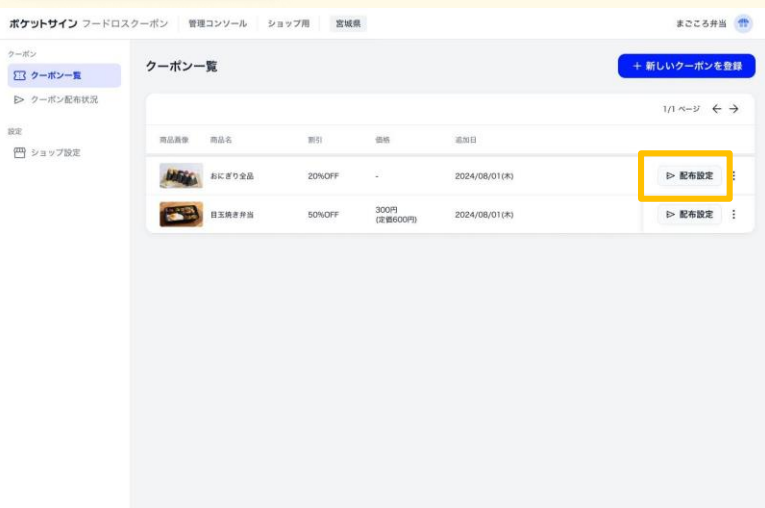 ポケットサイン フードロスクーポン 管理コンソール ショップ用 宮城県 まごころ弁当
クーポン
クーポン一覧
クーポン配布状況
設定
ショップ設定
クーポン一覧
+ 新しいクーポンを登録
1/1 ページ ← →
商品画像 商品名 割引 価格 追加日
おにぎり全品 20%OFF - 2024/08/01(木) 配布設定
目玉焼き弁当 50%OFF 300円 (定価600円) 2024/08/01(木) 配布設定